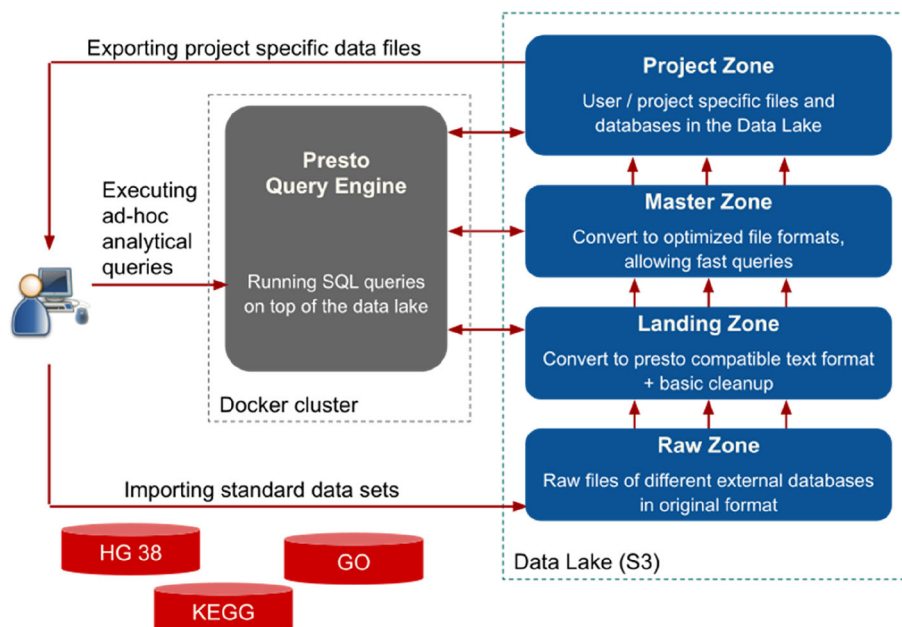 Exporting project specific data files
Project Zone
User / project specific files and
databases in the Data Lake
Presto
Query Engine
Running SQL queries
on top of the data lake
Docker cluster
Executing
ad-hoc
analytical
queries
Master Zone
Convert to optimized file formats,
allowing fast queries
Landing Zone
Convert to presto compatible text format
+ basic cleanup
Raw Zone
Raw files of different external databases
in original format
Data Lake (S3)
Importing standard data sets
HG 38
GO
KEGG